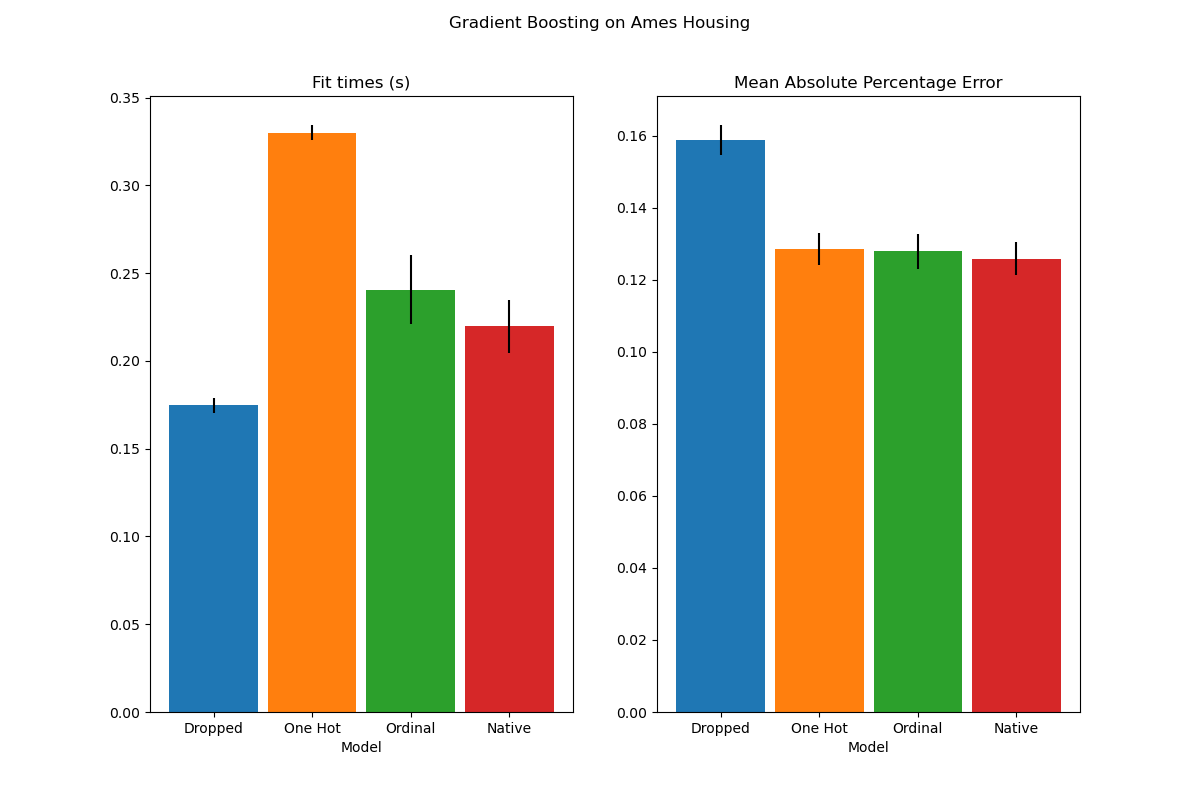 Gradient Boosting on Ames Housing
Fit times (s)
0.35
0.30
0.25
0.20
0.15
0.10
0.05
0.00
Dropped One Hot Ordinal Native
Model
Mean Absolute Percentage Error
0.16
0.14
0.12
0.10
0.08
0.06
0.04
0.02
0.00
Dropped One Hot Ordinal Native
Model